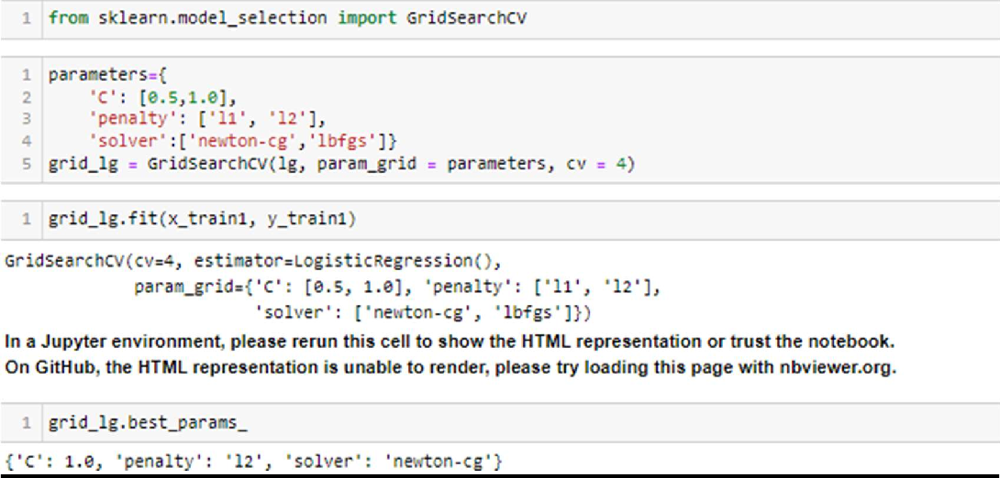 1 from sklearn.model_selection import GridSearchCV
1 parameters={
2 'C': [0.5,1.0],
3 'penalty': ['l1', 'l2'],
4 'solver':['newton-cg','lbfgs']}
5 grid_lg = GridSearchCV(lg, param_grid = parameters, cv = 4)
1 grid_lg.fit(x_train1, y_train1)
GridSearchCV(cv=4, estimator=LogisticRegression(),
param_grid={'C': [0.5, 1.0], 'penalty': ['l1', 'l2'],
'solver': ['newton-cg', 'lbfgs']})
In a Jupyter environment, please rerun this cell to show the HTML representation or trust the notebook.
On GitHub, the HTML representation is unable to render, please try loading this page with nbviewer.org.
1 grid_lg.best_params_
{'C': 1.0, 'penalty': 'l2', 'solver': 'newton-cg'}